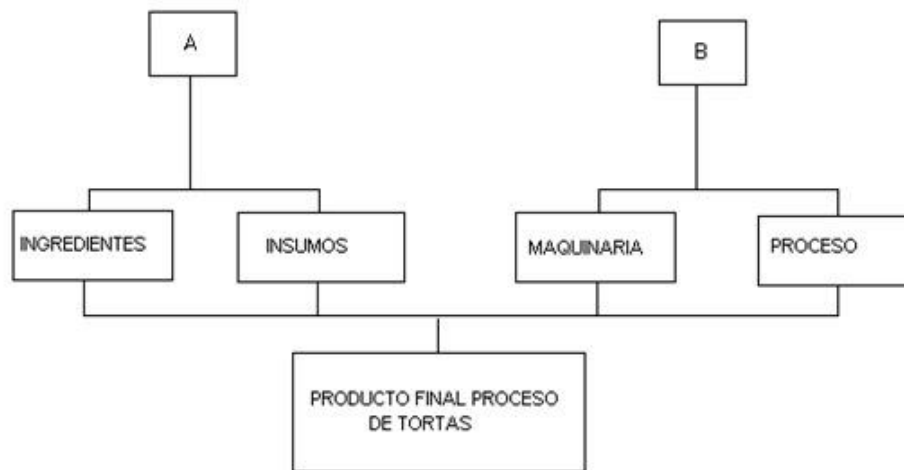 A
B
INGREDIENTES
INSUMOS
MAQUINARIA
PROCESO
PRODUCTO FINAL PROCESO
DE TORTAS